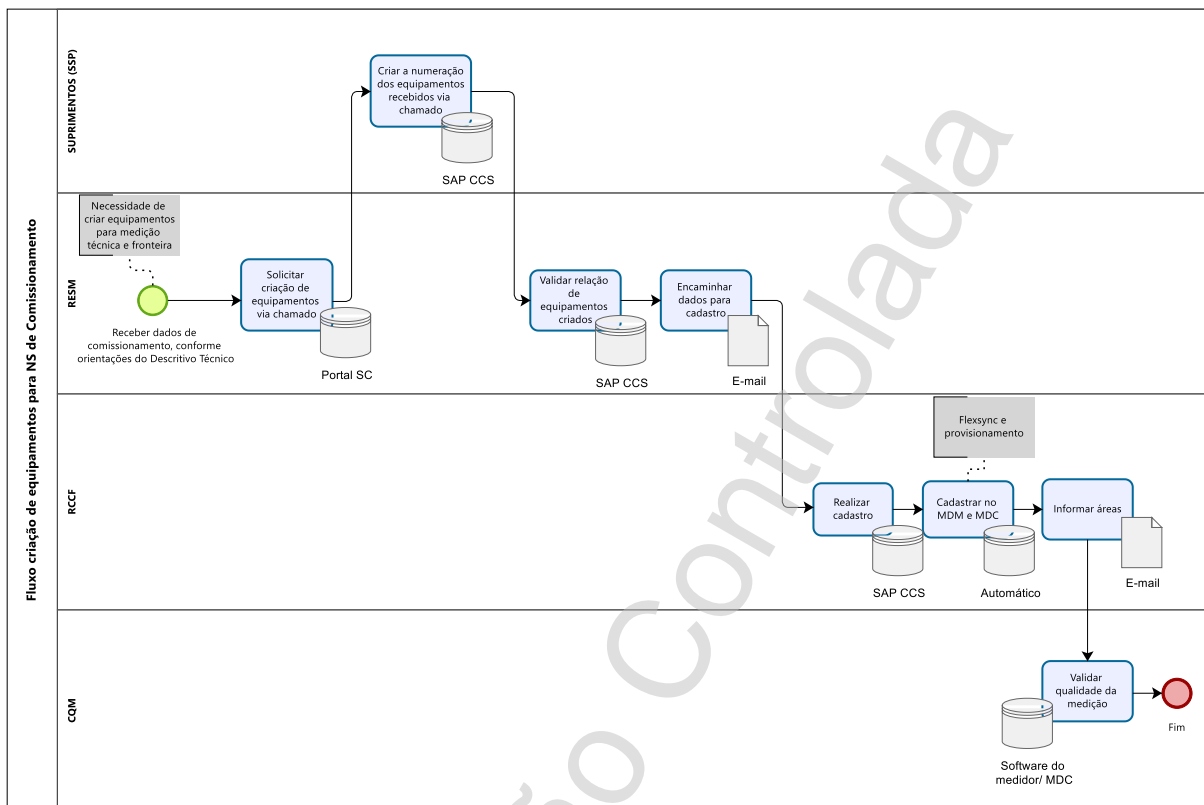 Fluxo criação de equipamentos para NS de Comissionamento
SUPRIMENTOS (SSP)
Criar a numeração
dos equipamentos
recebidos via
chamado
SAP CCS
RESM
Necessidade de
criar equipamentos
para medição
técnica e fronteira
Receber dados de
comissionamento, conforme
orientações do Descritivo Técnico
Solicitar
criação de
equipamentos
via chamado
Portal SC
Validar relação
de
equipamentos
criados
SAP CCS
Encaminhar
dados para
cadastro
E-mail
RCCF
Realizar
cadastro
SAP CCS
Flexsync e
provisionamento
Cadastrar no
MDM e MDC
Automático
Informar áreas
E-mail
CQM
Validar
qualidade da
medição
Software do
medidor/ MDC
Fim
ão Controlada